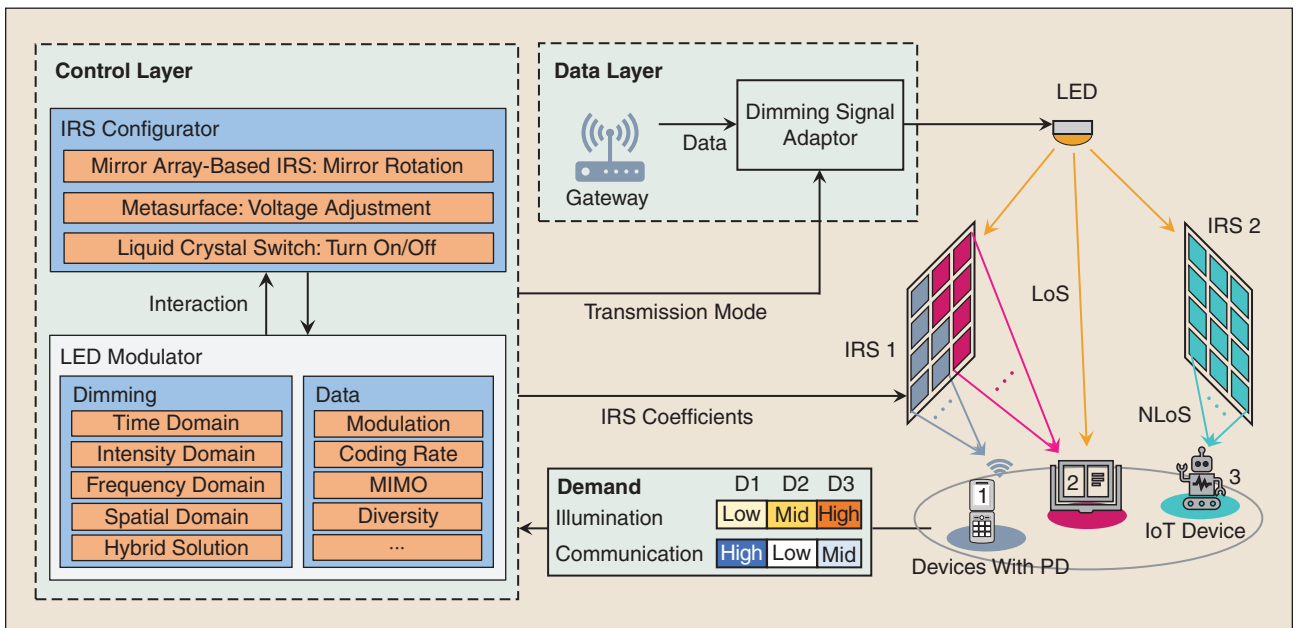 Control Layer
IRS Configurator
Mirror Array-Based IRS: Mirror Rotation
Metasurface: Voltage Adjustment
Liquid Crystal Switch: Turn On/Off
Interaction
LED Modulator
Dimming
Time Domain
Intensity Domain
Frequency Domain
Spatial Domain
Hybrid Solution
Data
Modulation
Coding Rate
MIMO
Diversity
...
Data Layer
Gateway
Data
Dimming Signal
Adaptor
Transmission Mode
IRS Coefficients
Demand D1 D2 D3
Illumination Low Mid High
Communication High Low Mid
LED
IRS 1
LoS
IRS 2
NLoS
1
2
3
IoT Device
Devices With PD